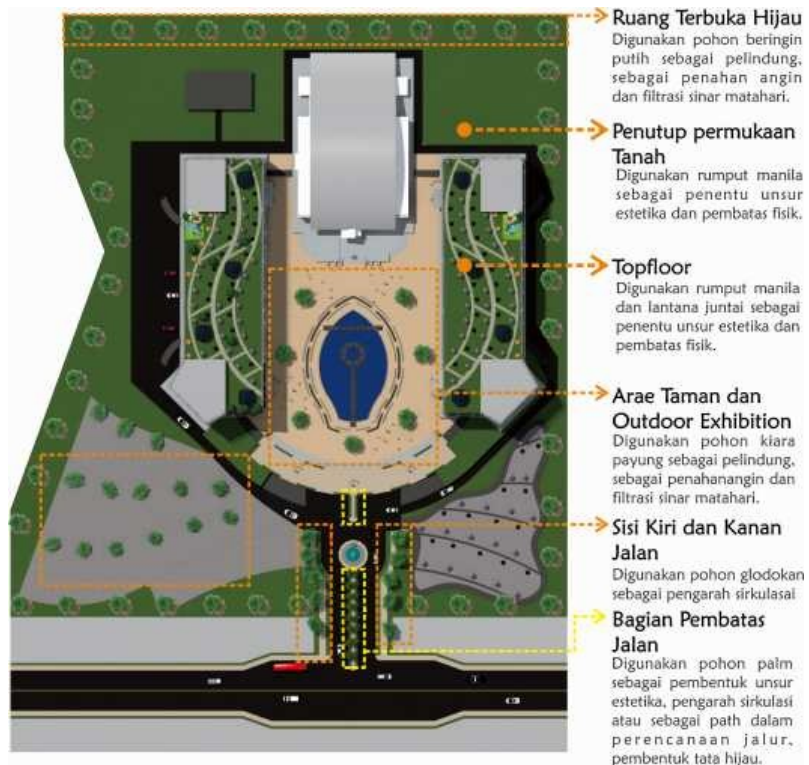 Ruang Terbuka Hijau
Digunakan pohon beringin
putih sebagai pelindung,
sebagai penahan angin
dan filtrasi sinar matahari.
Penutup permukaan
Tanah
Digunakan rumput manila
sebagai penentu unsur
estetika dan pembatas fisik.
Topfloor
Digunakan rumput manila
dan lantana juntai sebagai
penentu unsur estetika dan
pembatas fisik.
Arae Taman dan
Outdoor Exhibition
Digunakan pohon kiara
payung sebagai pelindung,
sebagai penahanangin dan
filtrasi sinar matahari.
Sisi Kiri dan Kanan
Jalan
Digunakan pohon glodokan
sebagai pengarah sirkulasai
Bagian Pembatas
Jalan
Digunakan pohon palm
sebagai pembentuk unsur
estetika, pengarah sirkulasi
atau sebagai path dalam
perencanaan jalur,
pembentuk tata hijau.